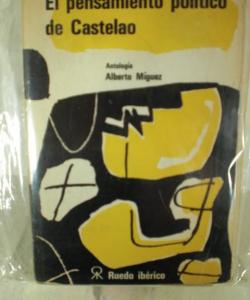 El pensamiento político
de Castelao
Antología
Alberto Míguez
Ruedo ibérico